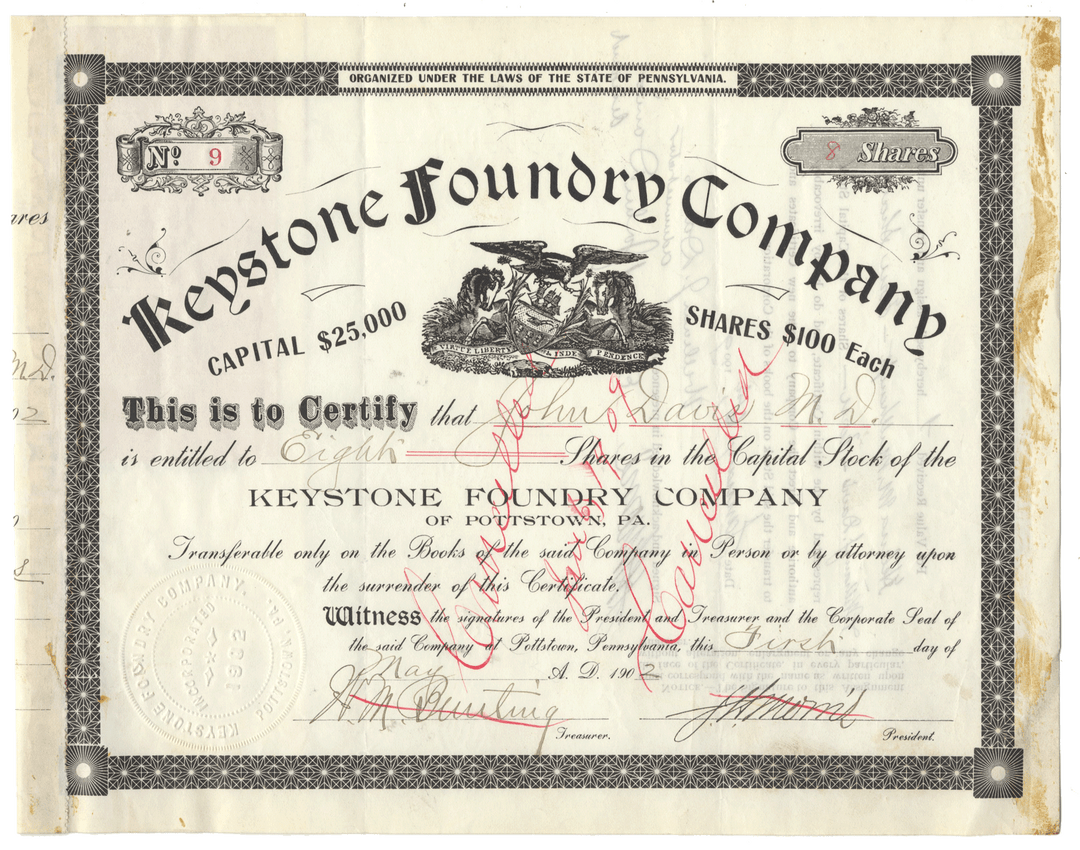 ORGANIZED UNDER THE LAWS OF THE STATE OF PENNSYLVANIA.
No. 9
8 Shares
Keystone Foundry Company
CAPITAL $25,000
SHARES $100 Each
VIRTUE LIBERTY & INDEPENDENCE
This is to Certify that John Davis M.D.
is entitled to Eight Shares in the Capital Stock of the
KEYSTONE FOUNDRY COMPANY
OF POTTSTOWN, PA.
Transferable only on the Books of the said Company in Person or by attorney upon
the surrender of this Certificate.
Witness the signatures of the President and Treasurer and the Corporate Seal of
the said Company at Pottstown, Pennsylvania, this First day of
May A. D. 1902
H. M. Bunting
Treasurer.
President.
Cancelled
Cancelled
KEYSTONE FOUNDRY COMPANY. POTTSTOWN, PA.
INCORPORATED
1902
ares
M.D.
02